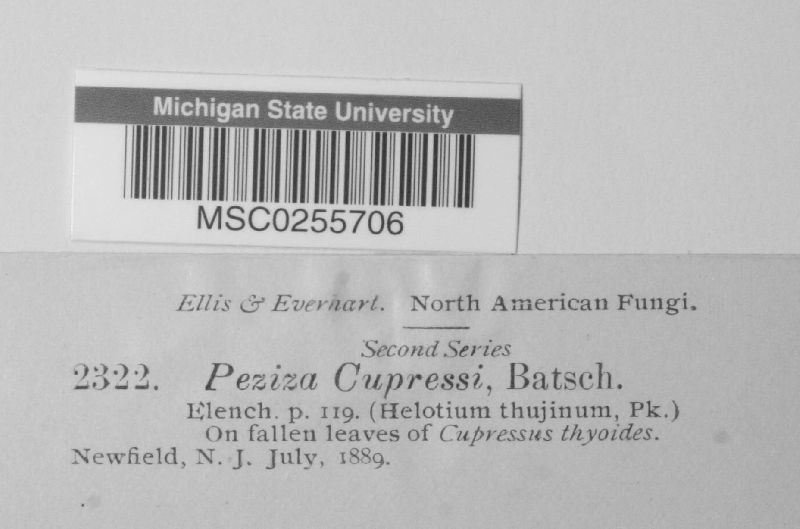 Michigan State University
MSC0255706
Ellis & Everhart. North American Fungi.
Second Series
2322. Peziza Cupressi, Batsch.
Elench. p. 119. (Helotium thujinum, Pk.)
On fallen leaves of Cupressus thyoides.
Newfield, N. J. July, 1889.